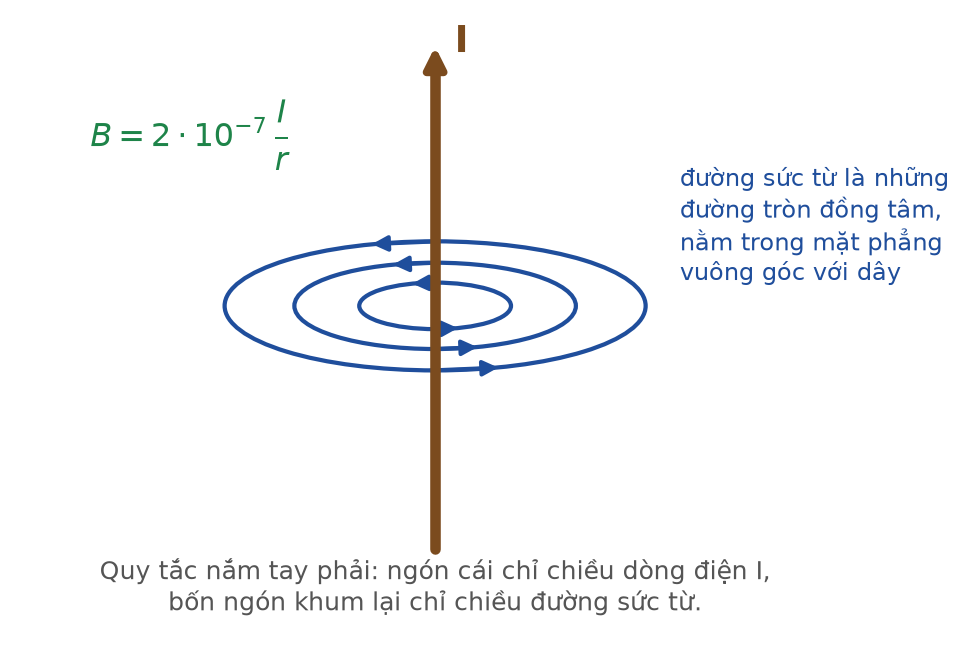 I
B = 2 · 10⁻⁷ I/r
đường sức từ là những
đường tròn đồng tâm,
nằm trong mặt phẳng
vuông góc với dây
Quy tắc nắm tay phải: ngón cái chỉ chiều dòng điện I,
bốn ngón khum lại chỉ chiều đường sức từ.